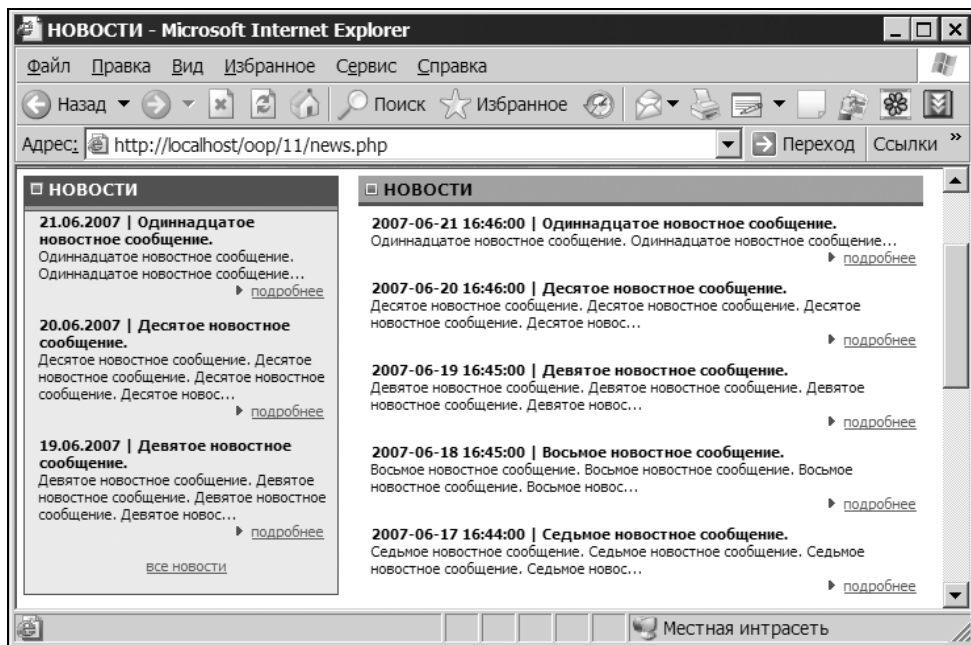 НОВОСТИ - Microsoft Internet Explorer
Файл Правка Вид Избранное Сервис Справка
Назад Поиск Избранное
Адрес: http://localhost/oop/11/news.php Переход Ссылки »
НОВОСТИ
21.06.2007 | Одиннадцатое
новостное сообщение.
Одиннадцатое новостное сообщение.
Одиннадцатое новостное сообщение...
подробнее
20.06.2007 | Десятое новостное
сообщение.
Десятое новостное сообщение. Десятое
новостное сообщение. Десятое новостное
сообщение. Десятое новос...
подробнее
19.06.2007 | Девятое новостное
сообщение.
Девятое новостное сообщение. Девятое
новостное сообщение. Девятое новостное
сообщение. Девятое новос...
подробнее
все новости
НОВОСТИ
2007-06-21 16:46:00 | Одиннадцатое новостное сообщение.
Одиннадцатое новостное сообщение. Одиннадцатое новостное сообщение...
подробнее
2007-06-20 16:46:00 | Десятое новостное сообщение.
Десятое новостное сообщение. Десятое новостное сообщение. Десятое
новостное сообщение. Десятое новос...
подробнее
2007-06-19 16:45:00 | Девятое новостное сообщение.
Девятое новостное сообщение. Девятое новостное сообщение. Девятое
новостное сообщение. Девятое новос...
подробнее
2007-06-18 16:45:00 | Восьмое новостное сообщение.
Восьмое новостное сообщение. Восьмое новостное сообщение. Восьмое
новостное сообщение. Восьмое новос...
подробнее
2007-06-17 16:44:00 | Седьмое новостное сообщение.
Седьмое новостное сообщение. Седьмое новостное сообщение. Седьмое
новостное сообщение. Седьмое новос...
подробнее
Местная интрасеть